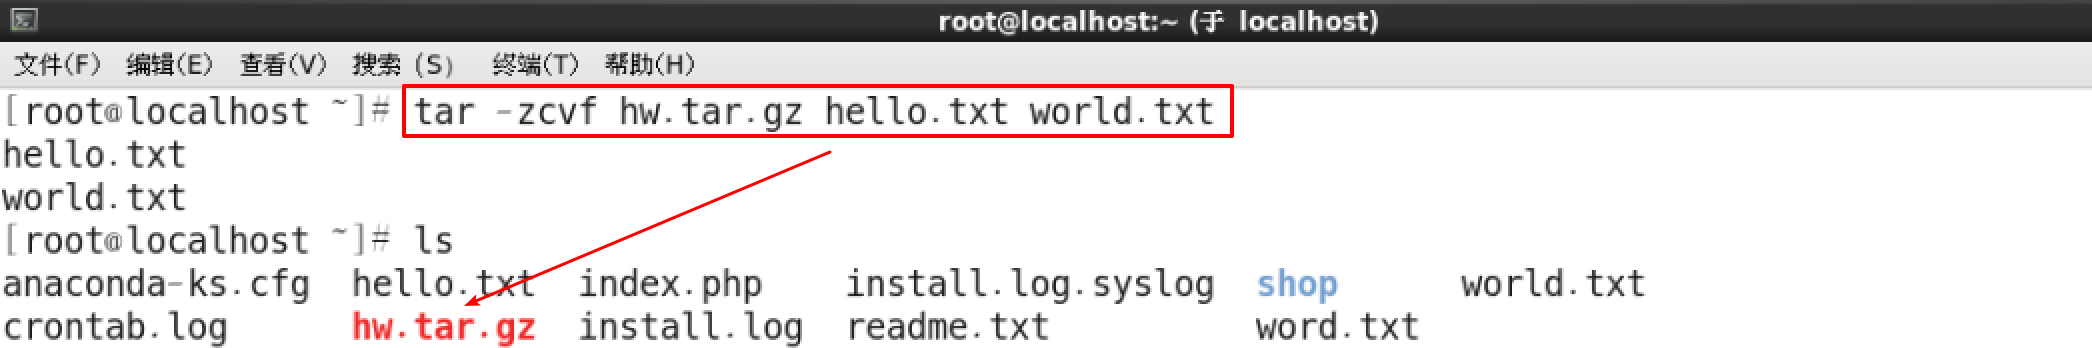 root@localhost:~ (于 localhost)
文件(F) 编辑(E) 查看(V) 搜索 (S) 终端(T) 帮助(H)
[root@localhost ~]# tar -zcvf hw.tar.gz hello.txt world.txt
hello.txt
world.txt
[root@localhost ~]# ls
anaconda-ks.cfg hello.txt index.php install.log.syslog shop world.txt
crontab.log hw.tar.gz install.log readme.txt word.txt